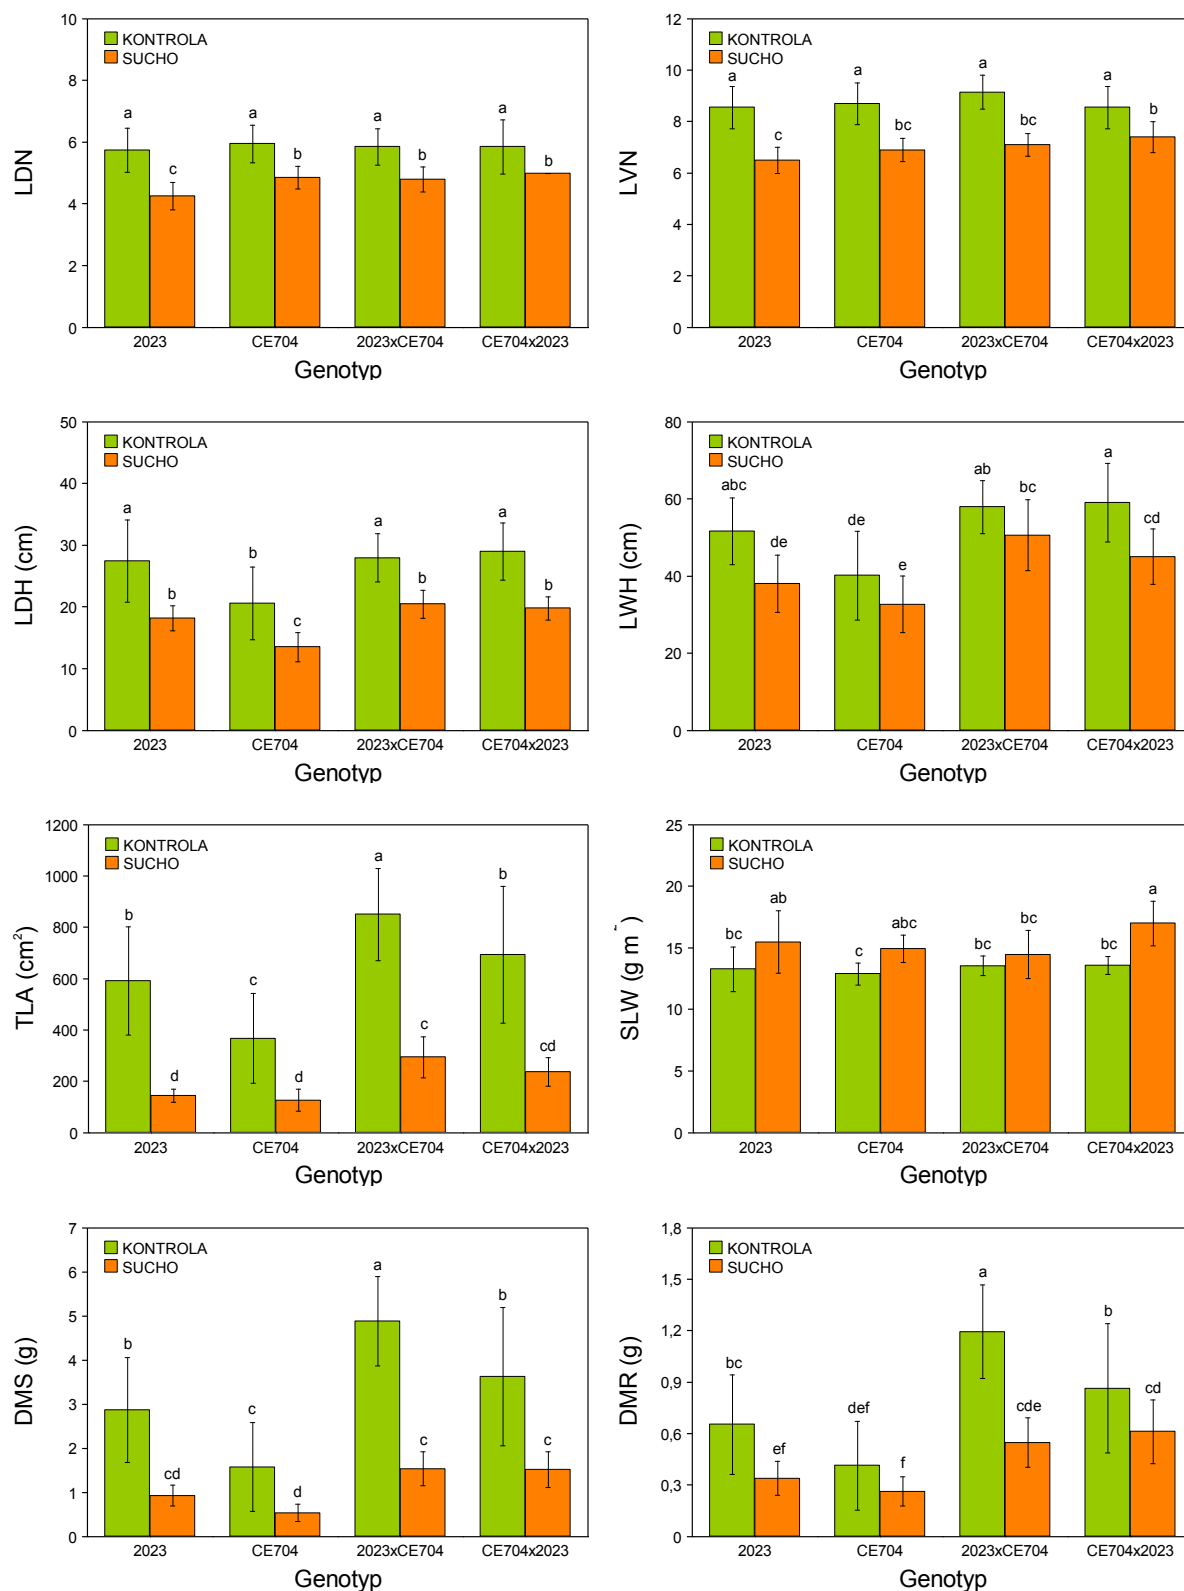 LDN
10
8
6
4
2
0
KONTROLA
SUCHO
a
c
a
b
a
b
a
b
2023
CE704
2023xCE704
CE704x2023
Genotyp
LVN
12
10
8
6
4
2
0
KONTROLA
SUCHO
a
c
a
bc
a
bc
a
b
2023
CE704
2023xCE704
CE704x2023
Genotyp
LDH (cm)
50
40
30
20
10
0
KONTROLA
SUCHO
a
b
b
c
a
b
a
b
2023
CE704
2023xCE704
CE704x2023
Genotyp
LWH (cm)
80
60
40
20
0
KONTROLA
SUCHO
abc
de
de
e
ab
bc
a
cd
2023
CE704
2023xCE704
CE704x2023
Genotyp
TLA (cm²)
1200
1000
800
600
400
200
0
KONTROLA
SUCHO
b
d
c
d
a
c
b
cd
2023
CE704
2023xCE704
CE704x2023
Genotyp
SLW (g m )
25
20
15
10
5
0
KONTROLA
SUCHO
bc
ab
c
abc
bc
bc
bc
a
2023
CE704
2023xCE704
CE704x2023
Genotyp
DMS (g)
7
6
5
4
3
2
1
0
KONTROLA
SUCHO
b
cd
c
d
a
c
b
c
2023
CE704
2023xCE704
CE704x2023
Genotyp
DMR (g)
1,8
1,5
1,2
0,9
0,6
0,3
0
KONTROLA
SUCHO
bc
ef
def
f
a
cde
b
cd
2023
CE704
2023xCE704
CE704x2023
Genotyp